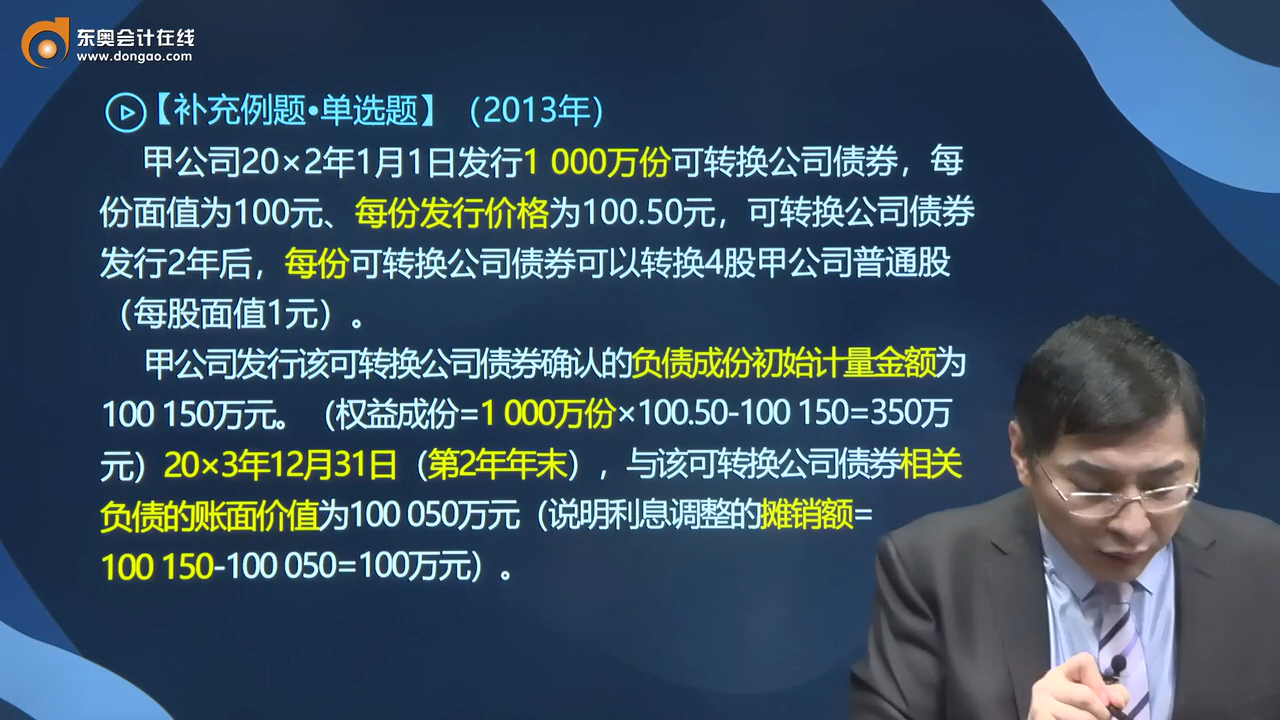 东奥会计在线
www.dongao.com
【补充例题•单选题】（2013年）
甲公司20×2年1月1日发行1 000万份可转换公司债券，每
份面值为100元、每份发行价格为100.50元，可转换公司债券
发行2年后，每份可转换公司债券可以转换4股甲公司普通股
（每股面值1元）。
甲公司发行该可转换公司债券确认的负债成份初始计量金额为
100 150万元。（权益成份=1 000万份×100.50-100 150=350万
元）20×3年12月31日（第2年年末），与该可转换公司债券相关
负债的账面价值为100 050万元（说明利息调整的摊销额=
100 150-100 050=100万元）。